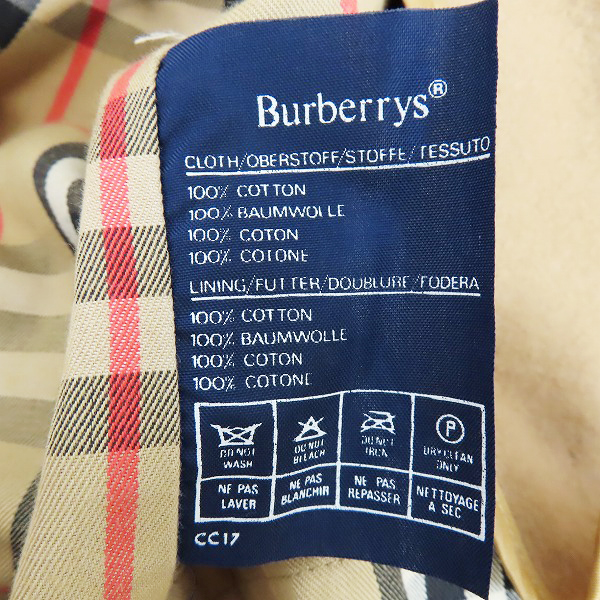 Burberrys®
CLOTH/OBERSTOFF/STOFFE/TESSUTO
100% COTTON
100% BAUMWOLLE
100% COTON
100% COTONE
LINING/FUTTER/DOUBLURE/FODERA
100% COTTON
100% BAUMWOLLE
100% COTON
100% COTONE
P
DO NOT WASH
DO NOT BLEACH
DO NOT IRON
DRY CLEAN ONLY
NE PAS LAVER
NE PAS BLANCHIR
NE PAS REPASSER
NETTOYAGE A SEC
CC17